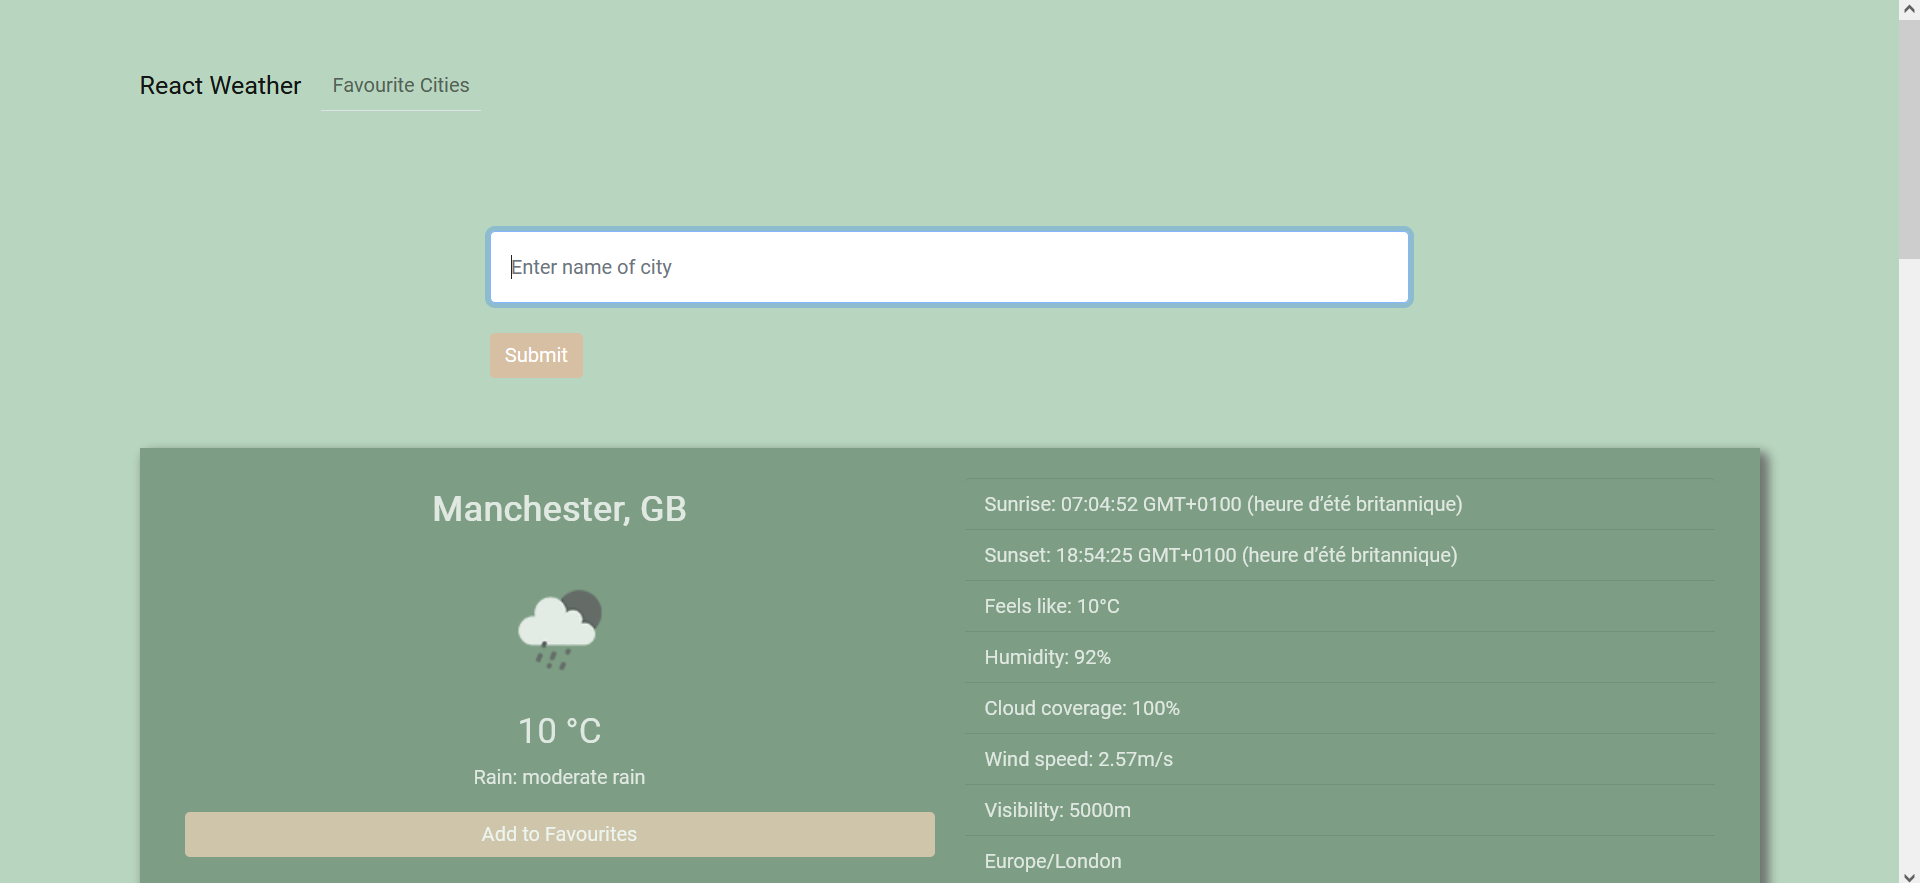 React Weather
Favourite Cities
Enter name of city
Submit
Manchester, GB
10 °C
Rain: moderate rain
Add to Favourites
Sunrise: 07:04:52 GMT+0100 (heure d’été britannique)
Sunset: 18:54:25 GMT+0100 (heure d’été britannique)
Feels like: 10°C
Humidity: 92%
Cloud coverage: 100%
Wind speed: 2.57m/s
Visibility: 5000m
Europe/London